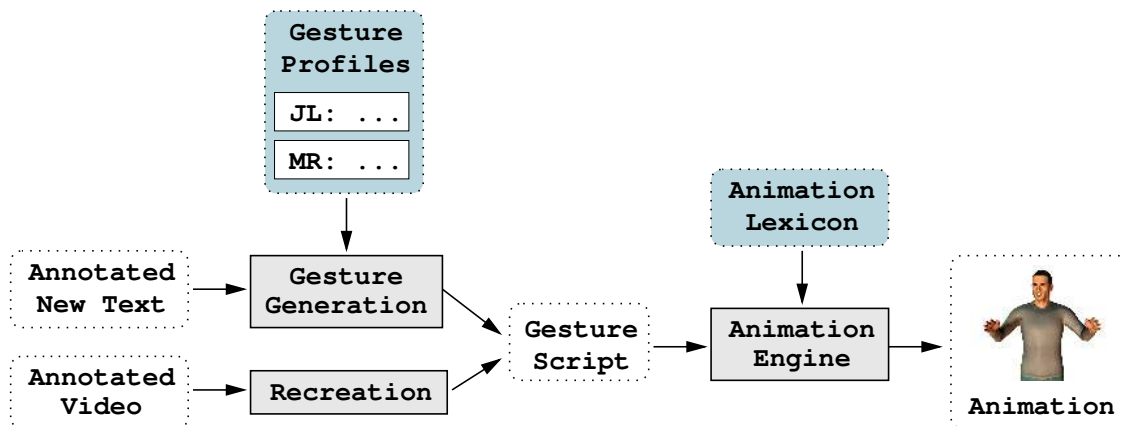 Gesture
Profiles
JL: ...
MR: ...
Animation
Lexicon
Annotated
New Text
Gesture
Generation
Gesture
Script
Animation
Engine
Annotated
Video
Recreation
Animation